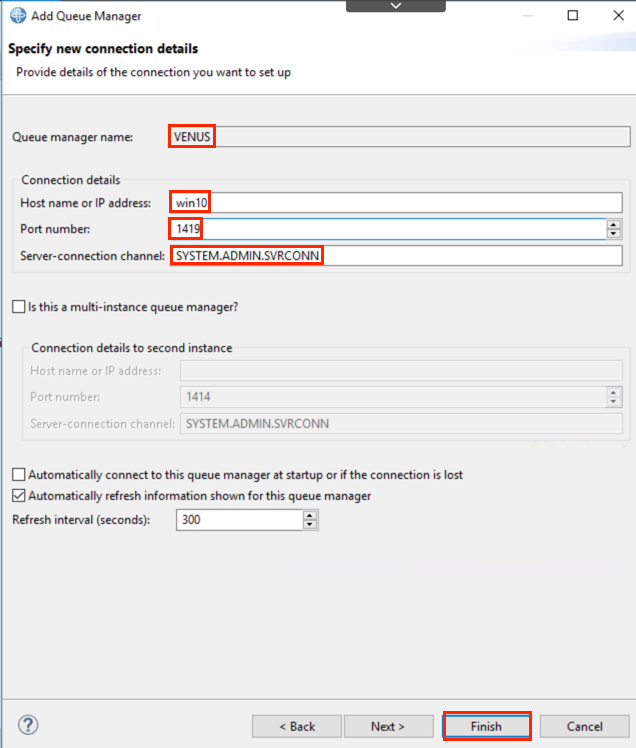 Add Queue Manager
Specify new connection details
Provide details of the connection you want to set up
Queue manager name: VENUS
Connection details
Host name or IP address: win10
Port number: 1419
Server-connection channel: SYSTEM.ADMIN.SVRCONN
Is this a multi-instance queue manager?
Connection details to second instance
Host name or IP address:
Port number: 1414
Server-connection channel: SYSTEM.ADMIN.SVRCONN
Automatically connect to this queue manager at startup or if the connection is lost
Automatically refresh information shown for this queue manager
Refresh interval (seconds): 300
? < Back Next > Finish Cancel